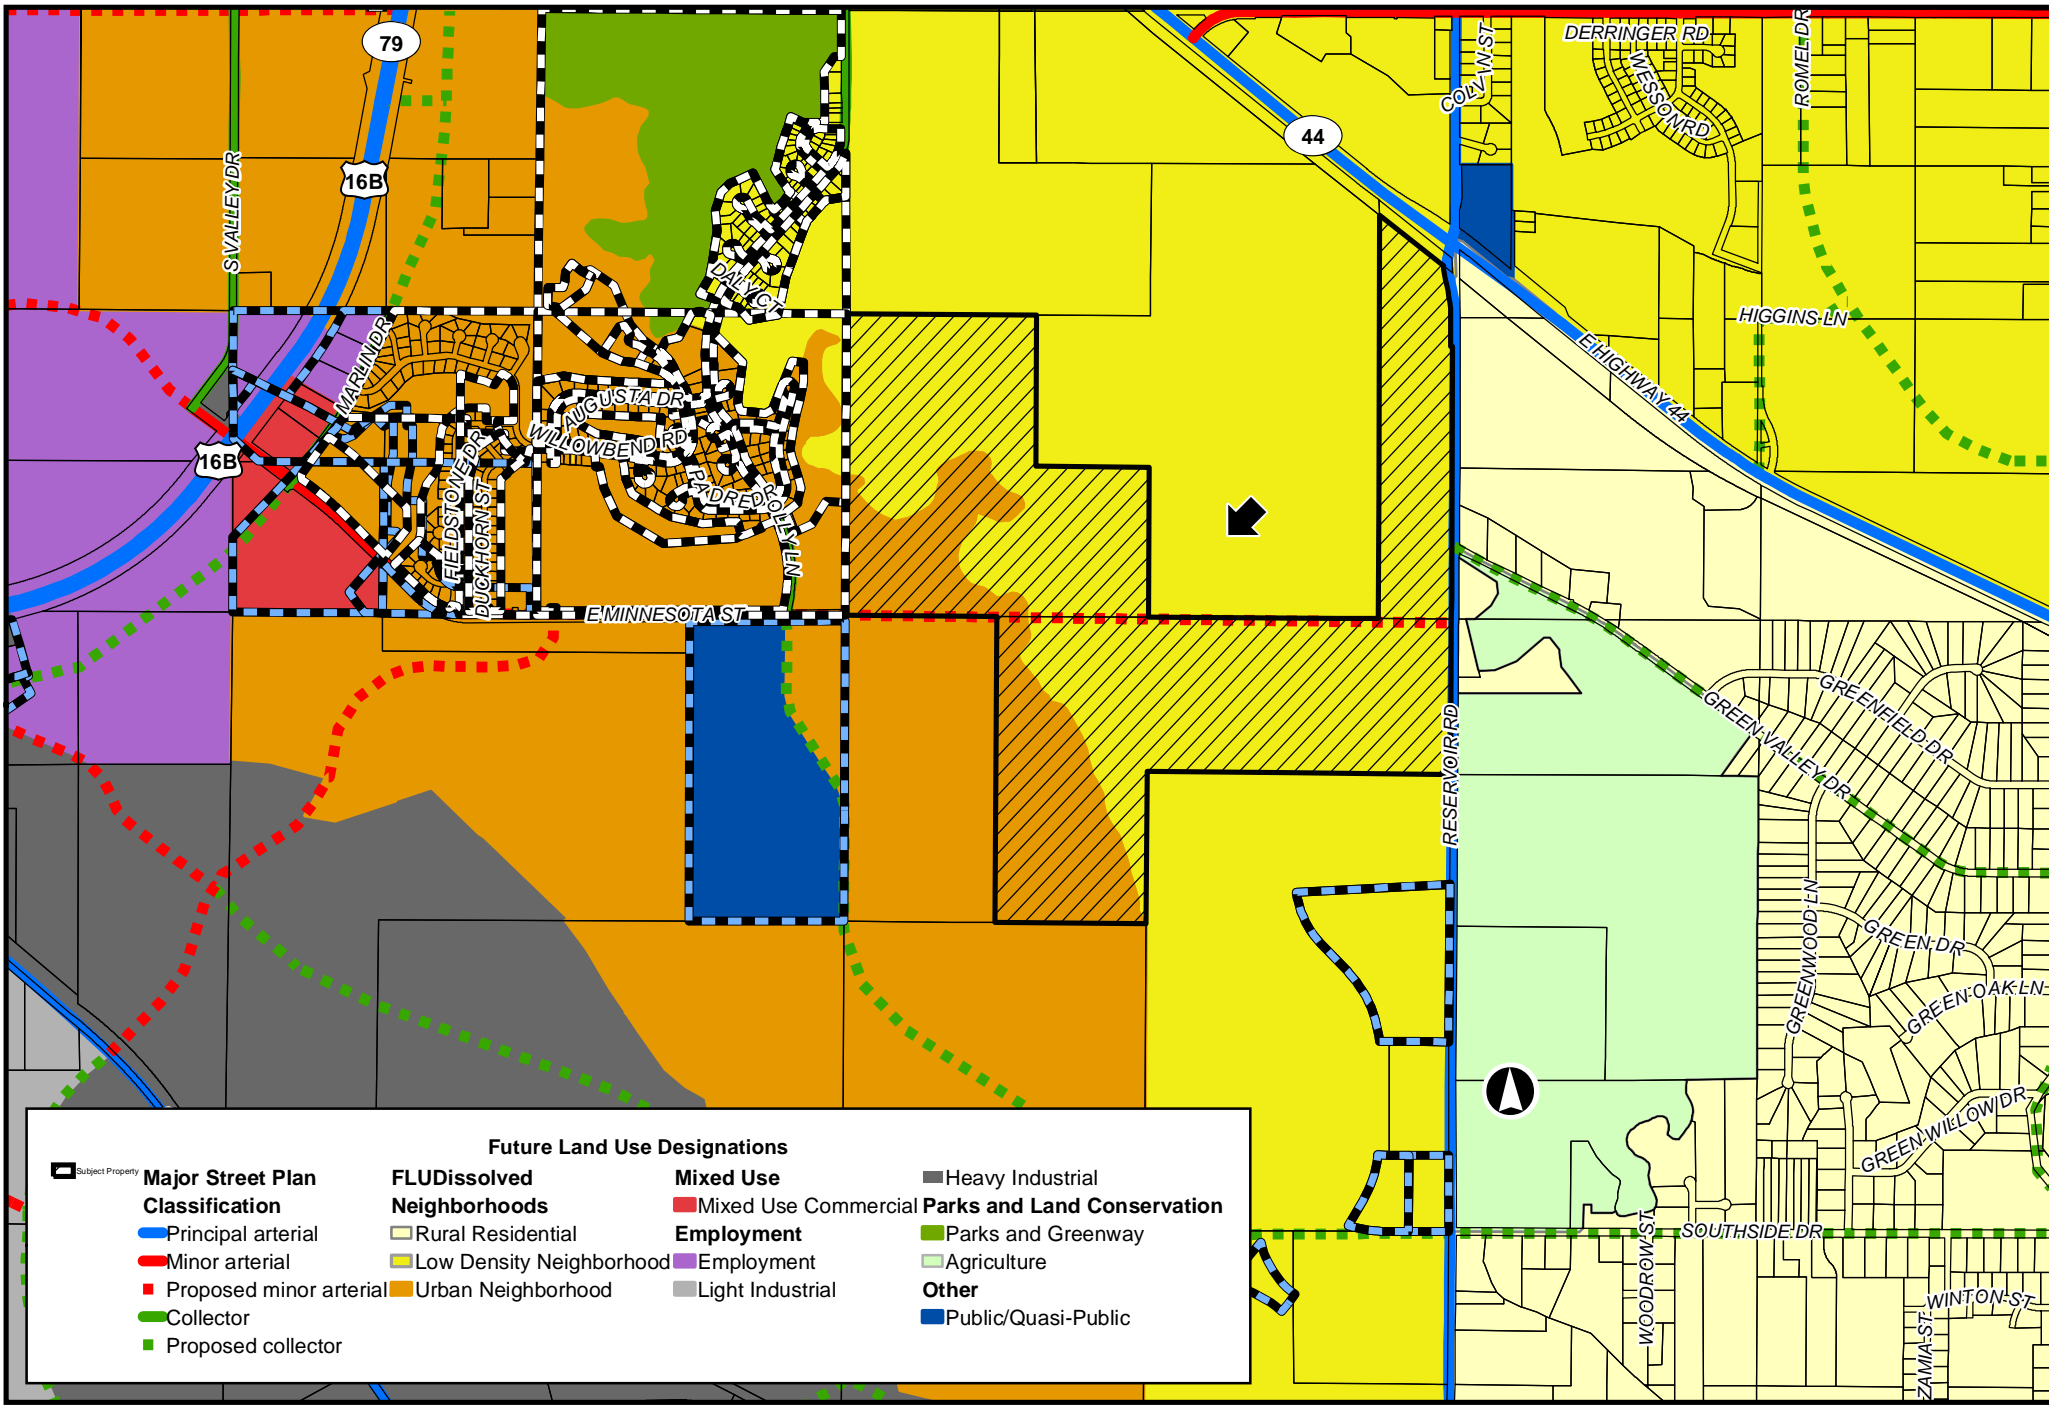 79
DERRINGER RD
COLVIN ST
WESSON RD
ROMEL DR
44
16B
S VALLEY DR
DALY CT
HIGGINS LN
E HIGHWAY 44
MARLIN DR
AUGUSTA DR
WILLOWBEND RD
16B
PADRE DR
FIELDSTONE DR
DUCKHORN ST
E MINNESOTA ST
GREENFIELD DR
GREEN VALLEY DR
RESERVOIR RD
GREENWOOD LN
GREEN DR
GREEN OAK LN
GREEN WILLOW DR
WOODROW ST
SOUTHSIDE DR
WINTON ST
ZAMIA ST
Future Land Use Designations
Subject Property
Major Street Plan
Classification
Principal arterial
Minor arterial
Proposed minor arterial
Collector
Proposed collector
FLUDissolved
Neighborhoods
Rural Residential
Low Density Neighborhood
Urban Neighborhood
Mixed Use
Mixed Use Commercial
Employment
Employment
Light Industrial
Heavy Industrial
Parks and Land Conservation
Parks and Greenway
Agriculture
Other
Public/Quasi-Public